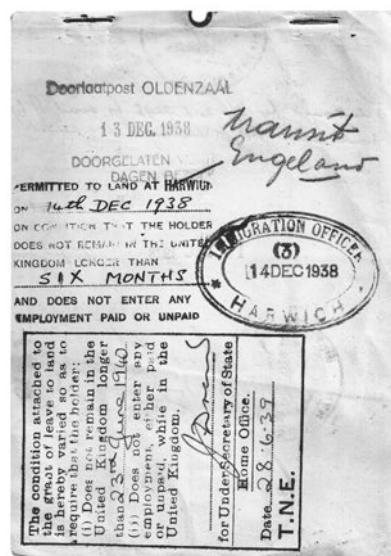 Doorlaatpost OLDENZAAL
13 DEC. 1938
transit
Engeland
DOORGELATEN
DAGEN
PERMITTED TO LAND AT HARWICH
ON 14th DEC 1938
ON CONDITION THAT THE HOLDER
DOES NOT REMAIN IN THE UNITED
KINGDOM LONGER THAN
SIX MONTHS
AND DOES NOT ENTER ANY
EMPLOYMENT PAID OR UNPAID
IMMIGRATION OFFICER
(3)
14 DEC 1938
* HARWICH *
The condition attached to
the grant of leave to land
is hereby varied so as to
require that the holder:
(i) Does not remain in the
United Kingdom longer
than 23rd June 1940.
(ii) Does not enter any
employment, either paid
or unpaid, while in the
United Kingdom.
for Under Secretary of State
Home Office.
Date 28.6.39
T.N.E.